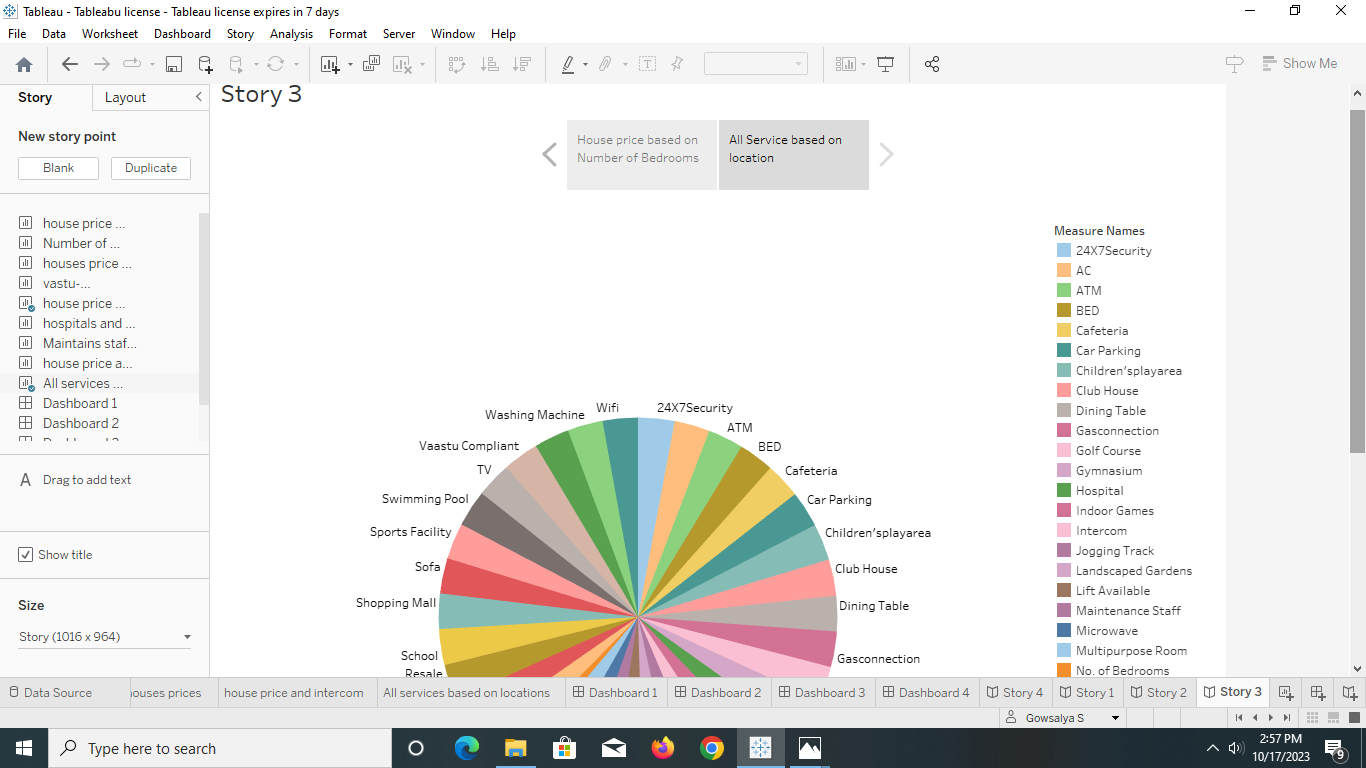 Tableau - Tableabu license - Tableau license expires in 7 days
File Data Worksheet Dashboard Story Analysis Format Server Window Help
Show Me
Story Layout
New story point
Blank Duplicate
house price ...
Number of ...
houses price ...
vastu-...
house price ...
hospitals and ...
Maintains staf...
house price a...
All services ...
Dashboard 1
Dashboard 2
A Drag to add text
Show title
Size
Story (1016 x 964)
Story 3
House price based on
Number of Bedrooms
All Service based on
location
Wifi
24X7Security
Washing Machine
ATM
Vaastu Compliant
BED
TV
Cafeteria
Swimming Pool
Car Parking
Sports Facility
Children'splayarea
Sofa
Club House
Shopping Mall
Dining Table
School
Gasconnection
Resale
Measure Names
24X7Security
AC
ATM
BED
Cafeteria
Car Parking
Children'splayarea
Club House
Dining Table
Gasconnection
Golf Course
Gymnasium
Hospital
Indoor Games
Intercom
Jogging Track
Landscaped Gardens
Lift Available
Maintenance Staff
Microwave
Multipurpose Room
No. of Bedrooms
Data Source ouses prices house price and intercom All services based on locations Dashboard 1 Dashboard 2 Dashboard 3 Dashboard 4 Story 4 Story 1 Story 2 Story 3
Gowsalya S
Type here to search
2:57 PM
10/17/2023
9